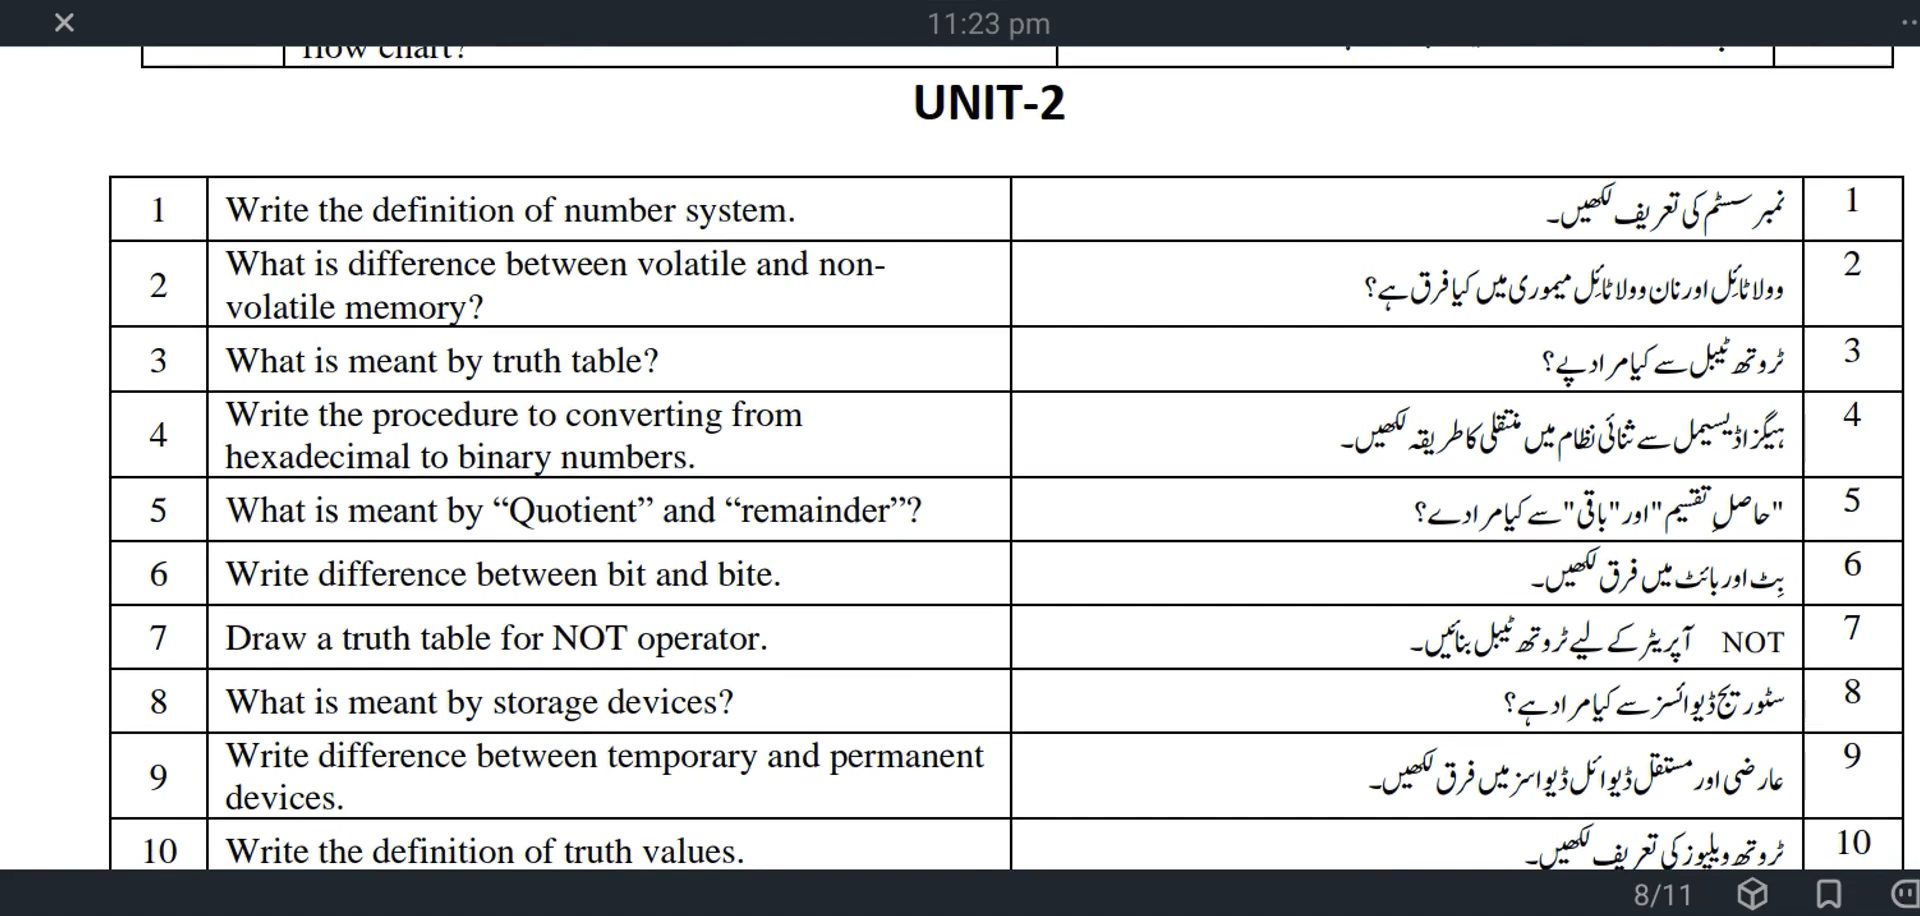 11:23 pm
flow chart?
UNIT-2
1 Write the definition of number system. نمبر سسٹم کی تعریف لکھیں۔ 1
2 What is difference between volatile and non-
volatile memory? وولاٹائل اور نان وولاٹائل میموری میں کیا فرق ہے؟ 2
3 What is meant by truth table? ٹروتھ ٹیبل سے کیا مراد ہے؟ 3
4 Write the procedure to converting from
hexadecimal to binary numbers. ہیگزاڈیسیمل سے ثنائی نظام میں منتقلی کا طریقہ لکھیں۔ 4
5 What is meant by “Quotient” and “remainder”? "حاصلِ تقسیم" اور "باقی" سے کیا مراد ہے؟ 5
6 Write difference between bit and bite. بِٹ اور بائٹ میں فرق لکھیں۔ 6
7 Draw a truth table for NOT operator. NOT آپریٹر کے لیے ٹروتھ ٹیبل بنائیں۔ 7
8 What is meant by storage devices? سٹوریج ڈیوائسز سے کیا مراد ہے؟ 8
9 Write difference between temporary and permanent
devices. عارضی اور مستقل ڈیوائل ڈیواسز میں فرق لکھیں۔ 9
10 Write the definition of truth values. ٹروتھ ویلیوز کی تعریف لکھیں۔ 10
8/11